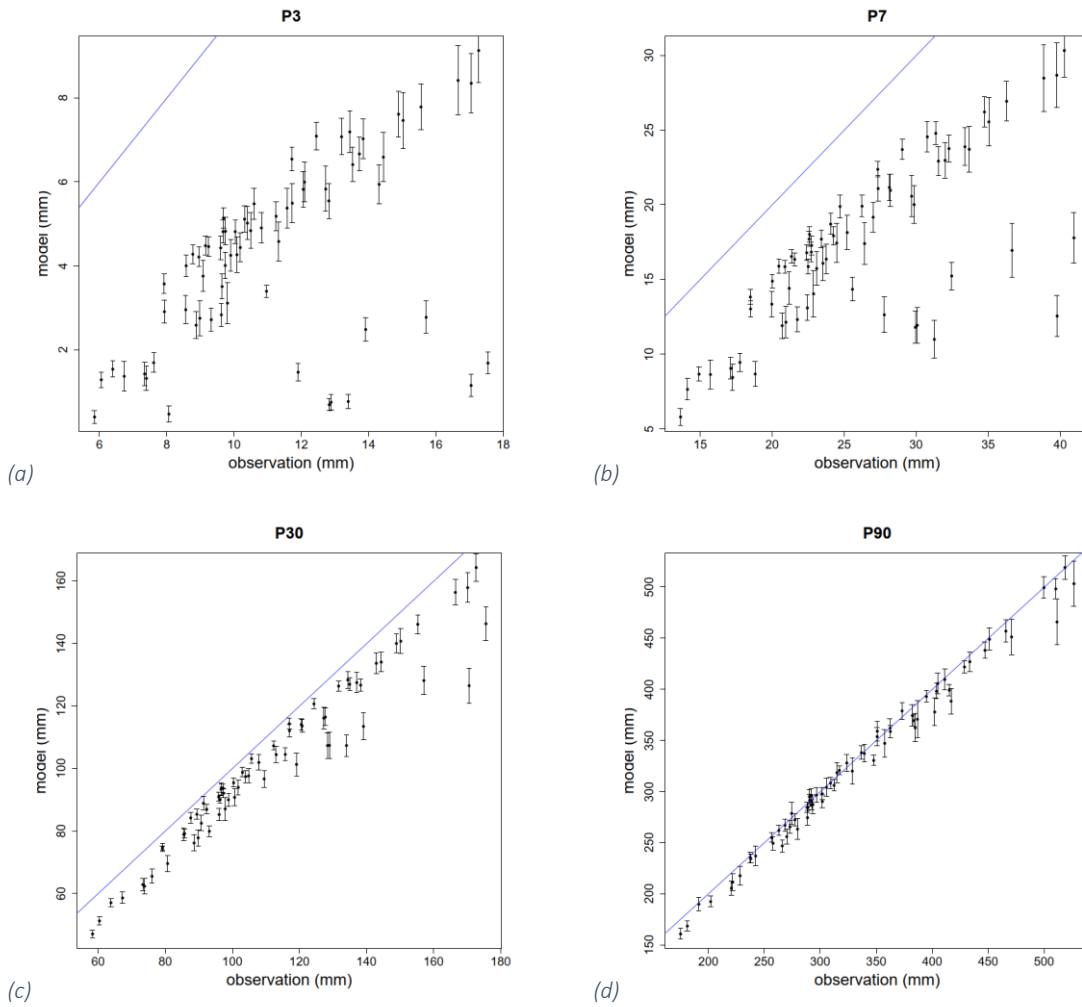 P3
8
6
4
2
model (mm)
6 8 10 12 14 16 18
observation (mm)
(a)
P7
30
25
20
15
10
5
model (mm)
15 20 25 30 35 40
observation (mm)
(b)
P30
160
140
120
100
80
60
model (mm)
60 80 100 120 140 160 180
observation (mm)
(c)
P90
500
450
400
350
300
250
200
150
model (mm)
200 250 300 350 400 450 500
observation (mm)
(d)